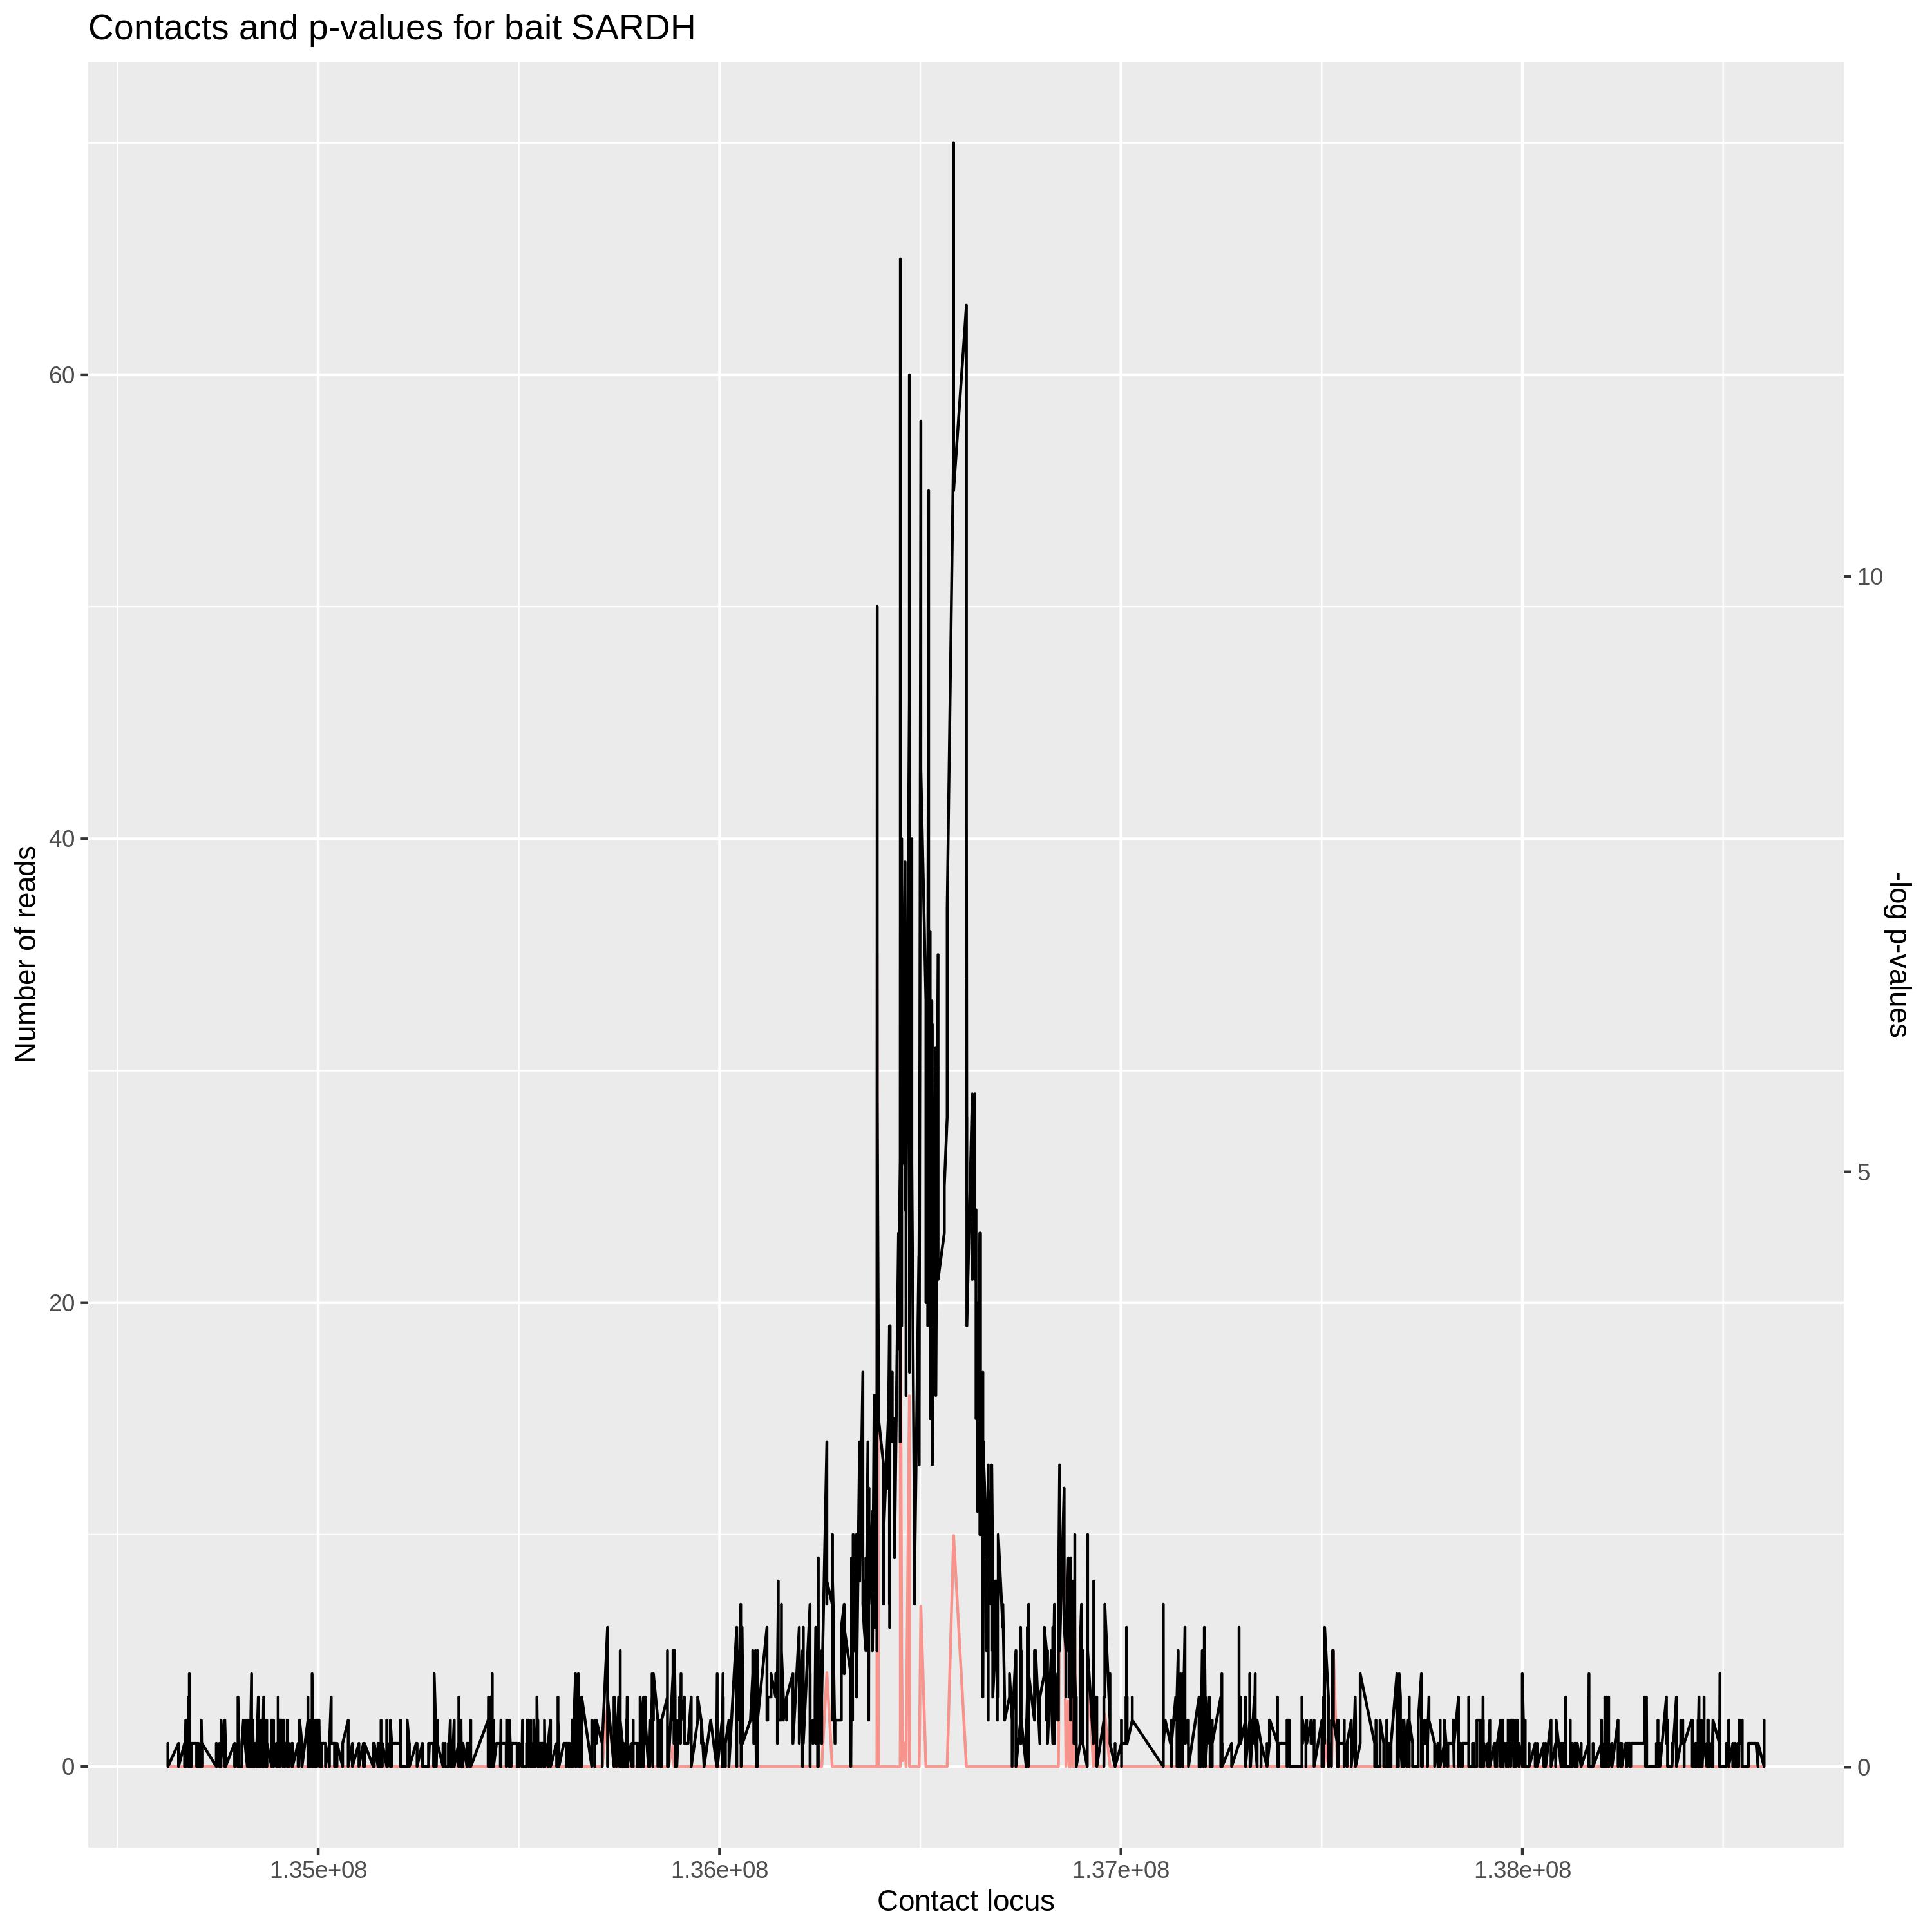 Contacts and p-values for bait SARDH
60
40
20
0
Number of reads
10
5
0
-log p-values
1.35e+08 1.36e+08 1.37e+08 1.38e+08
Contact locus